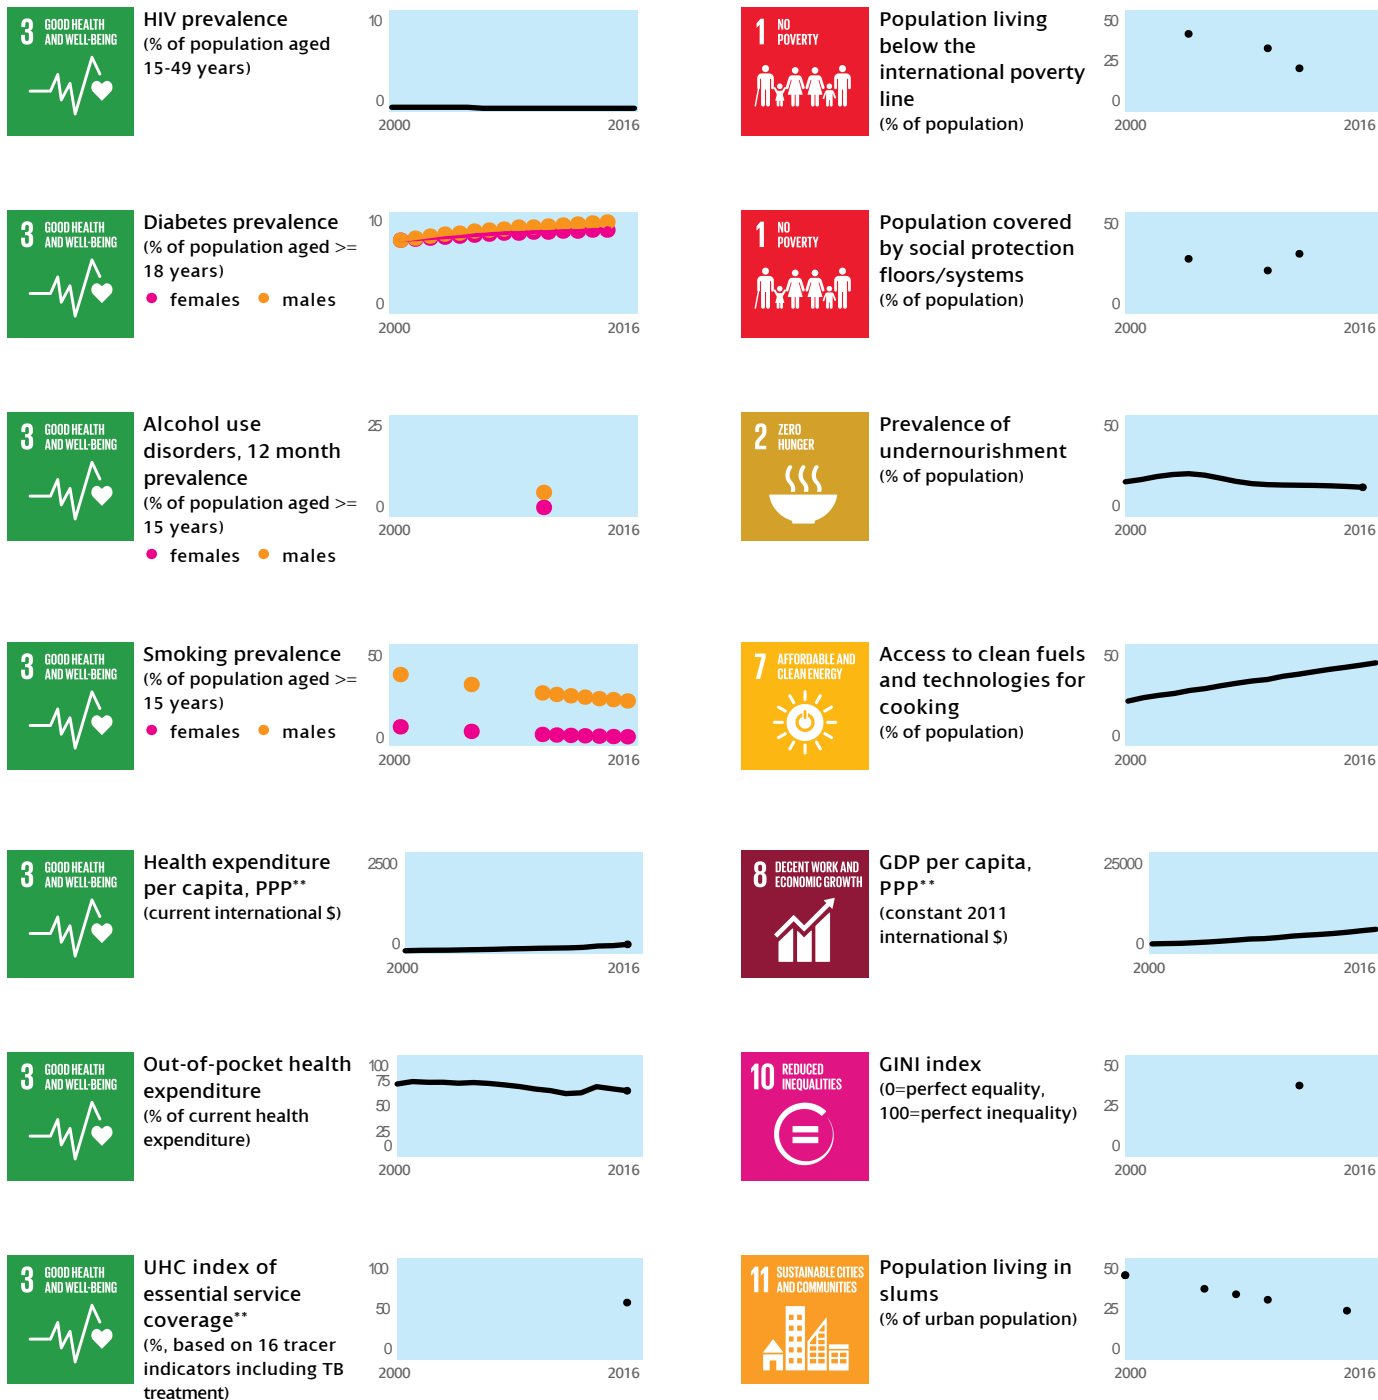 3 GOOD HEALTH
AND WELL-BEING
HIV prevalence
(% of population aged
15-49 years)
10
0
2000
2016
3 GOOD HEALTH
AND WELL-BEING
Diabetes prevalence
(% of population aged >=
18 years)
females males
10
0
2000
2016
3 GOOD HEALTH
AND WELL-BEING
Alcohol use
disorders, 12 month
prevalence
(% of population aged >=
15 years)
females males
25
0
2000
2016
3 GOOD HEALTH
AND WELL-BEING
Smoking prevalence
(% of population aged >=
15 years)
females males
50
0
2000
2016
3 GOOD HEALTH
AND WELL-BEING
Health expenditure
per capita, PPP**
(current international $)
2500
0
2000
2016
3 GOOD HEALTH
AND WELL-BEING
Out-of-pocket health
expenditure
(% of current health
expenditure)
100
75
50
25
0
2000
2016
3 GOOD HEALTH
AND WELL-BEING
UHC index of
essential service
coverage**
(%, based on 16 tracer
indicators including TB
treatment)
100
50
0
2000
2016
1 NO
POVERTY
Population living
below the
international poverty
line
(% of population)
50
25
0
2000
2016
1 NO
POVERTY
Population covered
by social protection
floors/systems
(% of population)
50
0
2000
2016
2 ZERO
HUNGER
Prevalence of
undernourishment
(% of population)
50
0
2000
2016
7 AFFORDABLE AND
CLEAN ENERGY
Access to clean fuels
and technologies for
cooking
(% of population)
50
0
2000
2016
8 DECENT WORK AND
ECONOMIC GROWTH
GDP per capita,
PPP**
(constant 2011
international $)
25000
0
2000
2016
10 REDUCED
INEQUALITIES
GINI index
(0=perfect equality,
100=perfect inequality)
50
25
0
2000
2016
11 SUSTAINABLE CITIES
AND COMMUNITIES
Population living in
slums
(% of urban population)
50
25
0
2000
2016